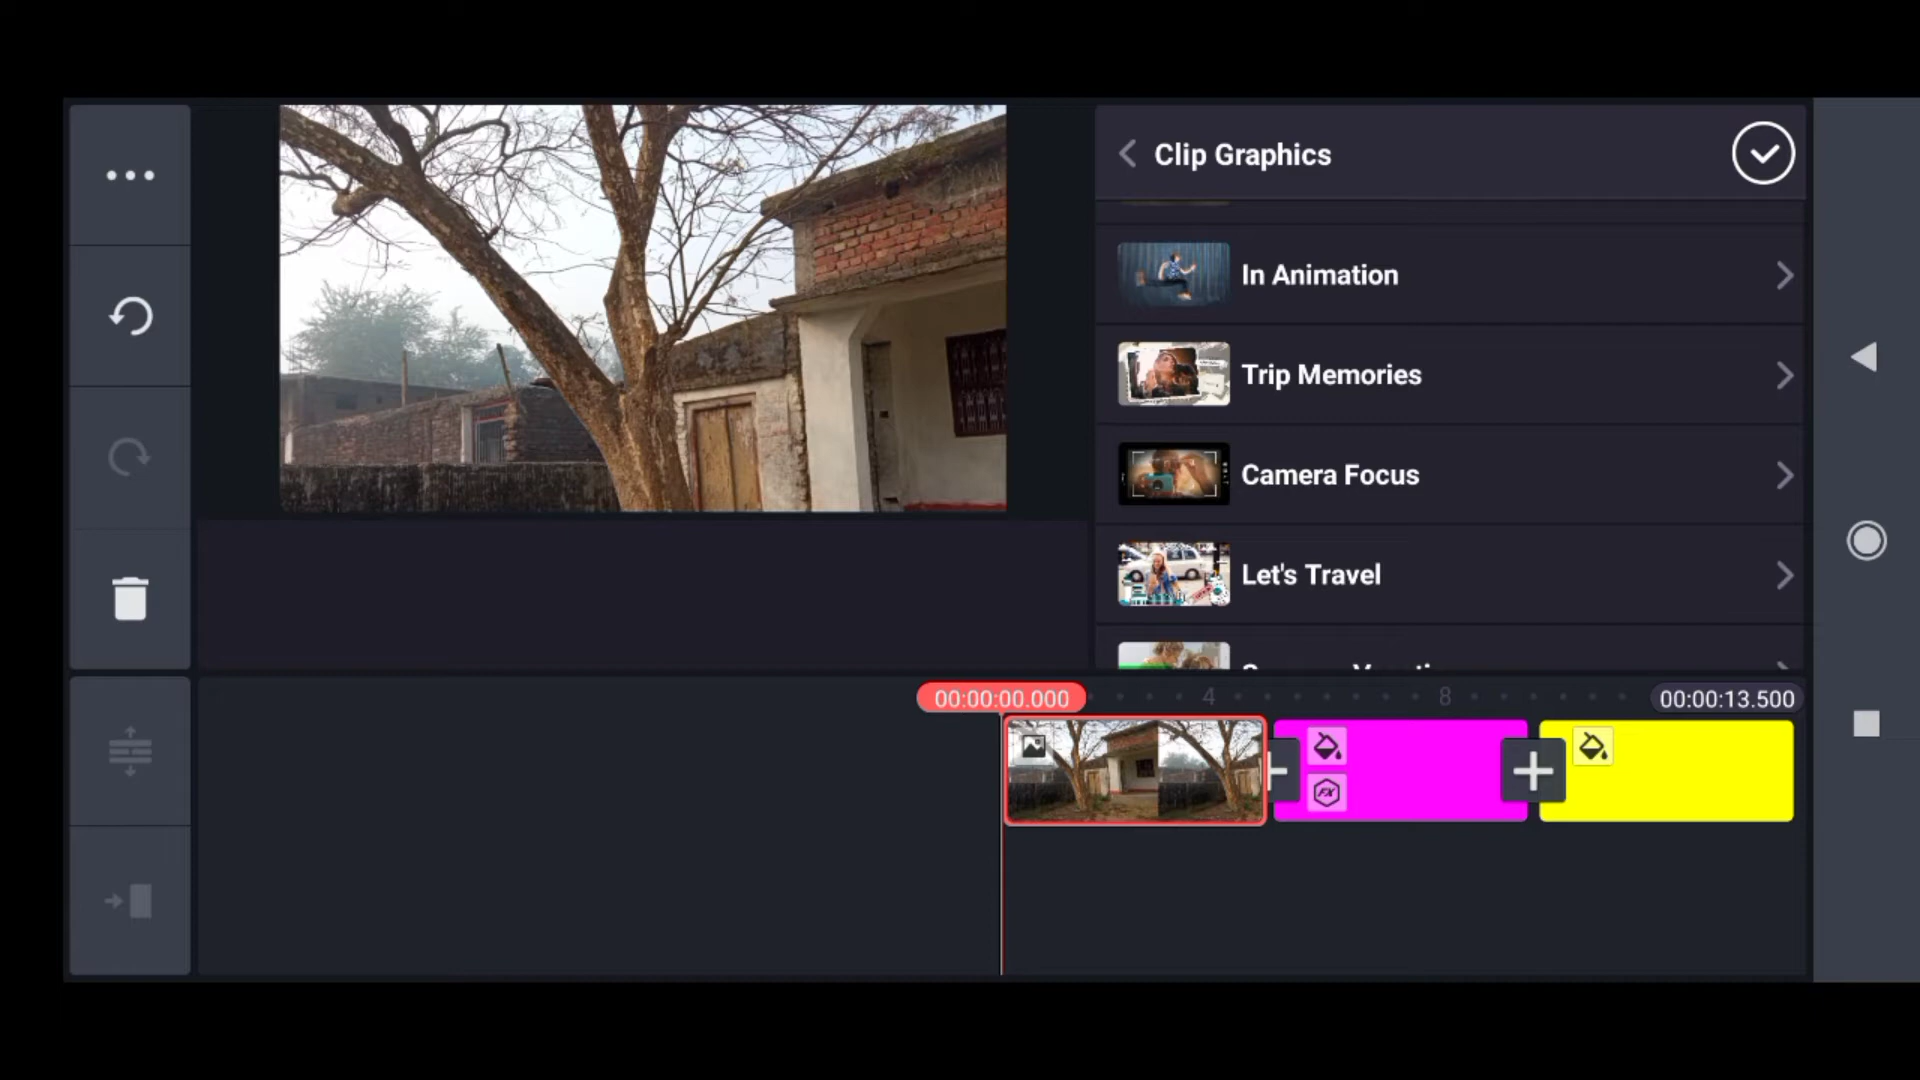 Clip Graphics
In Animation
Trip Memories
Camera Focus
Let's Travel
00:00:00.000
4
8
00:00:13.500
FX